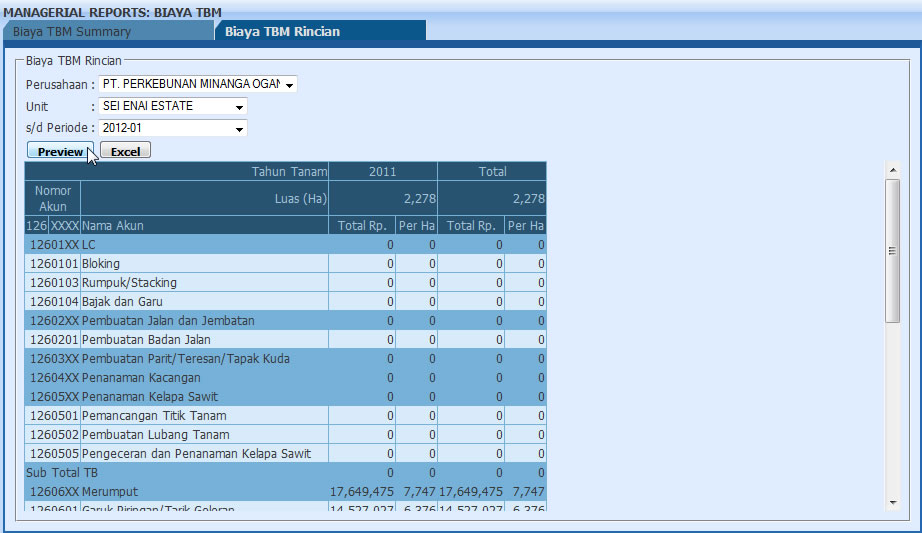 MANAGERIAL REPORTS: BIAYA TBM
Biaya TBM Summary Biaya TBM Rincian
Biaya TBM Rincian
Perusahaan : PT. PERKEBUNAN MINANGA OGAN
Unit : SEI ENAI ESTATE
s/d Periode : 2012-01
Preview Excel
Tahun Tanam 2011 Total
Nomor Akun Luas (Ha) 2,278 2,278
126 XXXX Nama Akun Total Rp. Per Ha Total Rp. Per Ha
12601XX LC 0 0 0 0
1260101 Bloking 0 0 0 0
1260103 Rumpuk/Stacking 0 0 0 0
1260104 Bajak dan Garu 0 0 0 0
12602XX Pembuatan Jalan dan Jembatan 0 0 0 0
1260201 Pembuatan Badan Jalan 0 0 0 0
12603XX Pembuatan Parit/Teresan/Tapak Kuda 0 0 0 0
12604XX Penanaman Kacangan 0 0 0 0
12605XX Penanaman Kelapa Sawit 0 0 0 0
1260501 Pemancangan Titik Tanam 0 0 0 0
1260502 Pembuatan Lubang Tanam 0 0 0 0
1260505 Pengeceran dan Penanaman Kelapa Sawit 0 0 0 0
Sub Total TB 0 0 0 0
12606XX Merumput 17,649,475 7,747 17,649,475 7,747
1260601 Garuk Piringan/Tarik Geloran 14,527,027 6,376 14,527,027 6,376